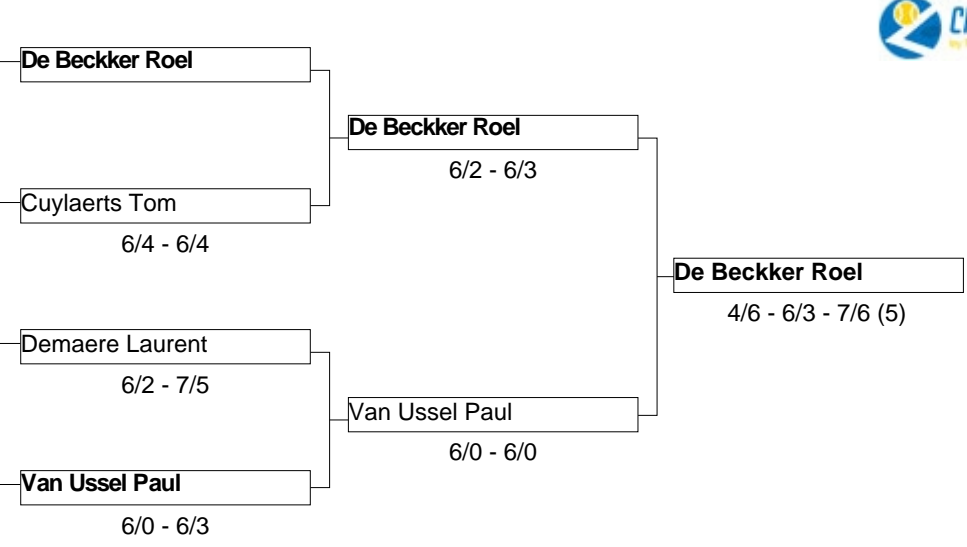 De Beckker Roel
De Beckker Roel
6/2 - 6/3
Cuylaerts Tom
6/4 - 6/4
De Beckker Roel
4/6 - 6/3 - 7/6 (5)
Demaere Laurent
6/2 - 7/5
Van Ussel Paul
6/0 - 6/0
Van Ussel Paul
6/0 - 6/3